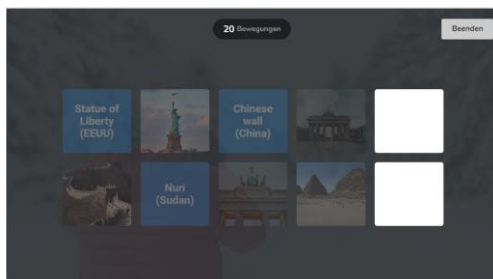 20 Bewegungen
Beenden
Statue of
Liberty
(EEUU)
Chinese
wall
(China)
Nuri
(Sudan)